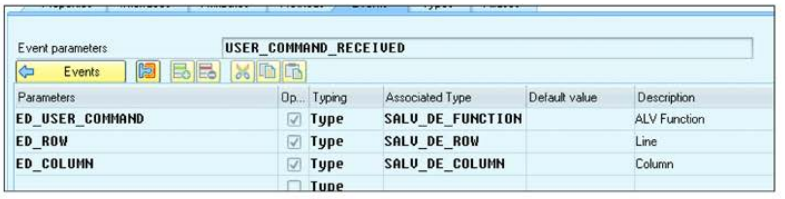 Event parameters USER_COMMAND_RECEIVED
Events
Parameters Op... Typing Associated Type Default value Description
ED_USER_COMMAND Type SALV_DE_FUNCTION ALV Function
ED_ROW Type SALV_DE_ROW Line
ED_COLUMN Type SALV_DE_COLUMN Column
Type